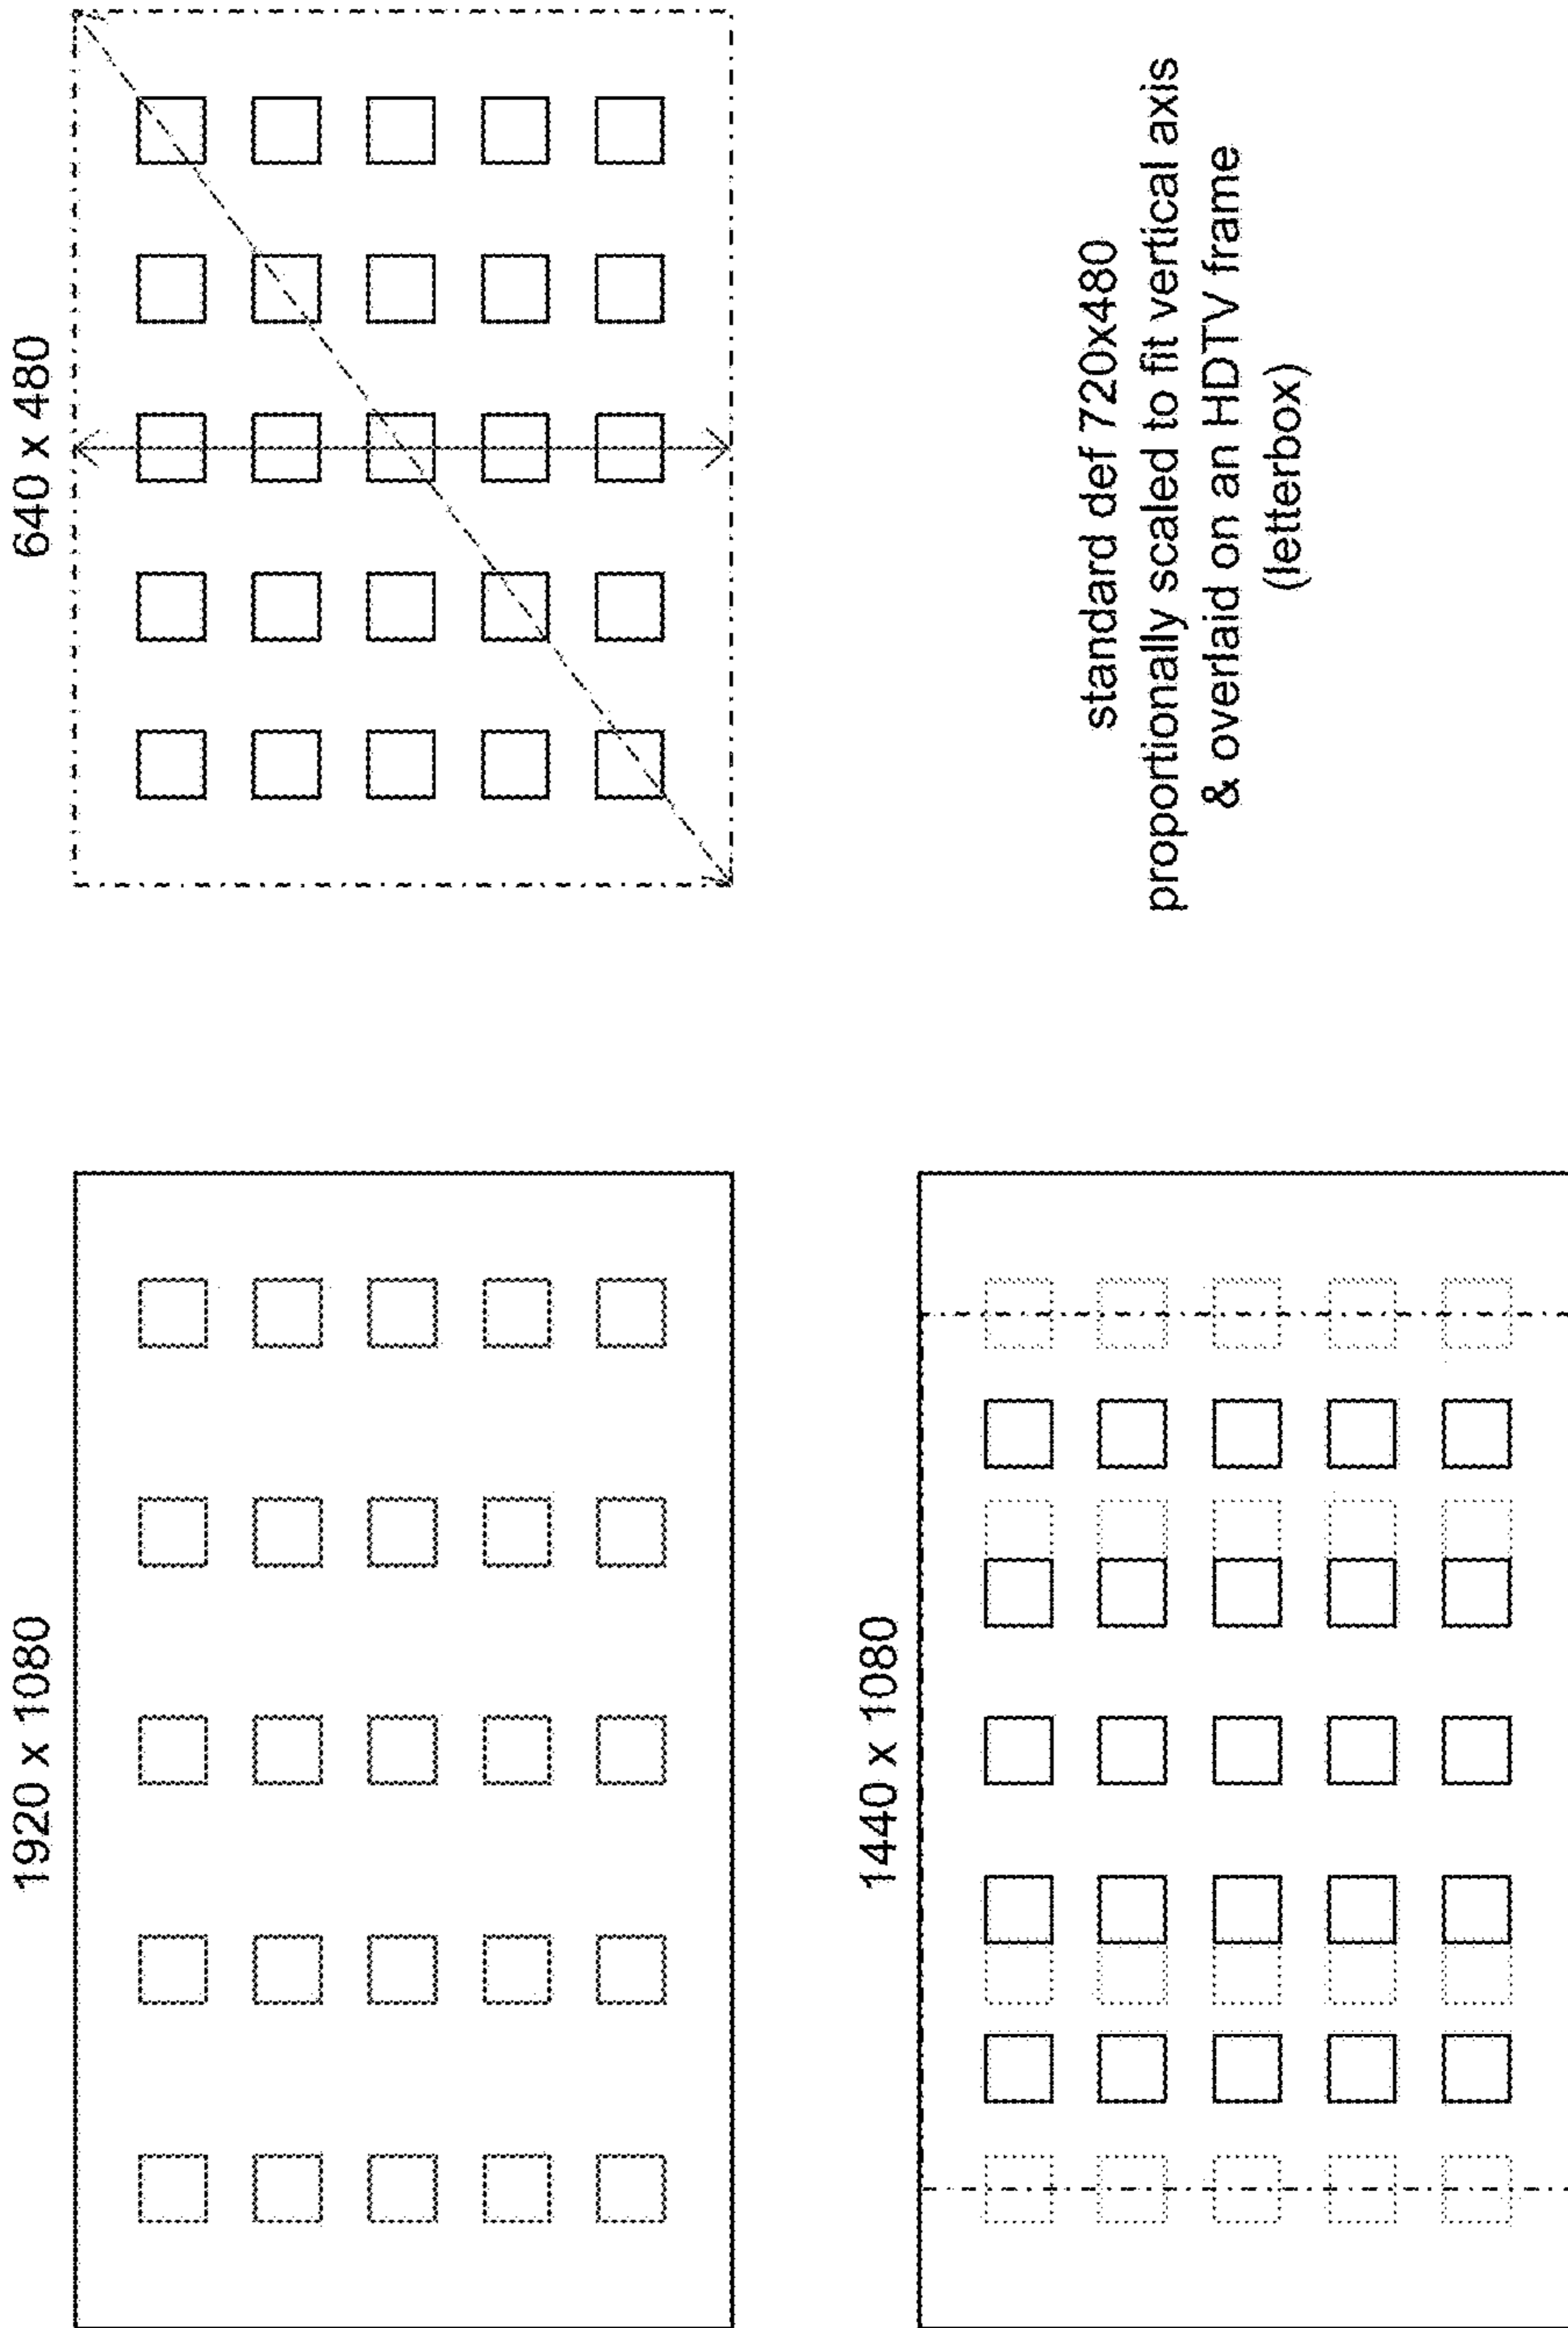 1920 x 1080
640 x 480
1440 x 1080
standard def 720x480
proportionally scaled to fit vertical axis
& overlaid on an HDTV frame
(letterbox)